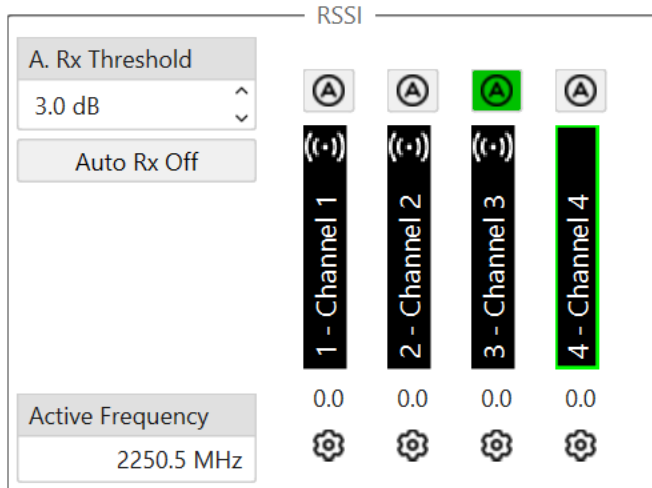 RSSI
A. Rx Threshold
3.0 dB
Auto Rx Off
A A A A
1 - Channel 1
2 - Channel 2
3 - Channel 3
4 - Channel 4
0.0 0.0 0.0 0.0
Active Frequency
2250.5 MHz